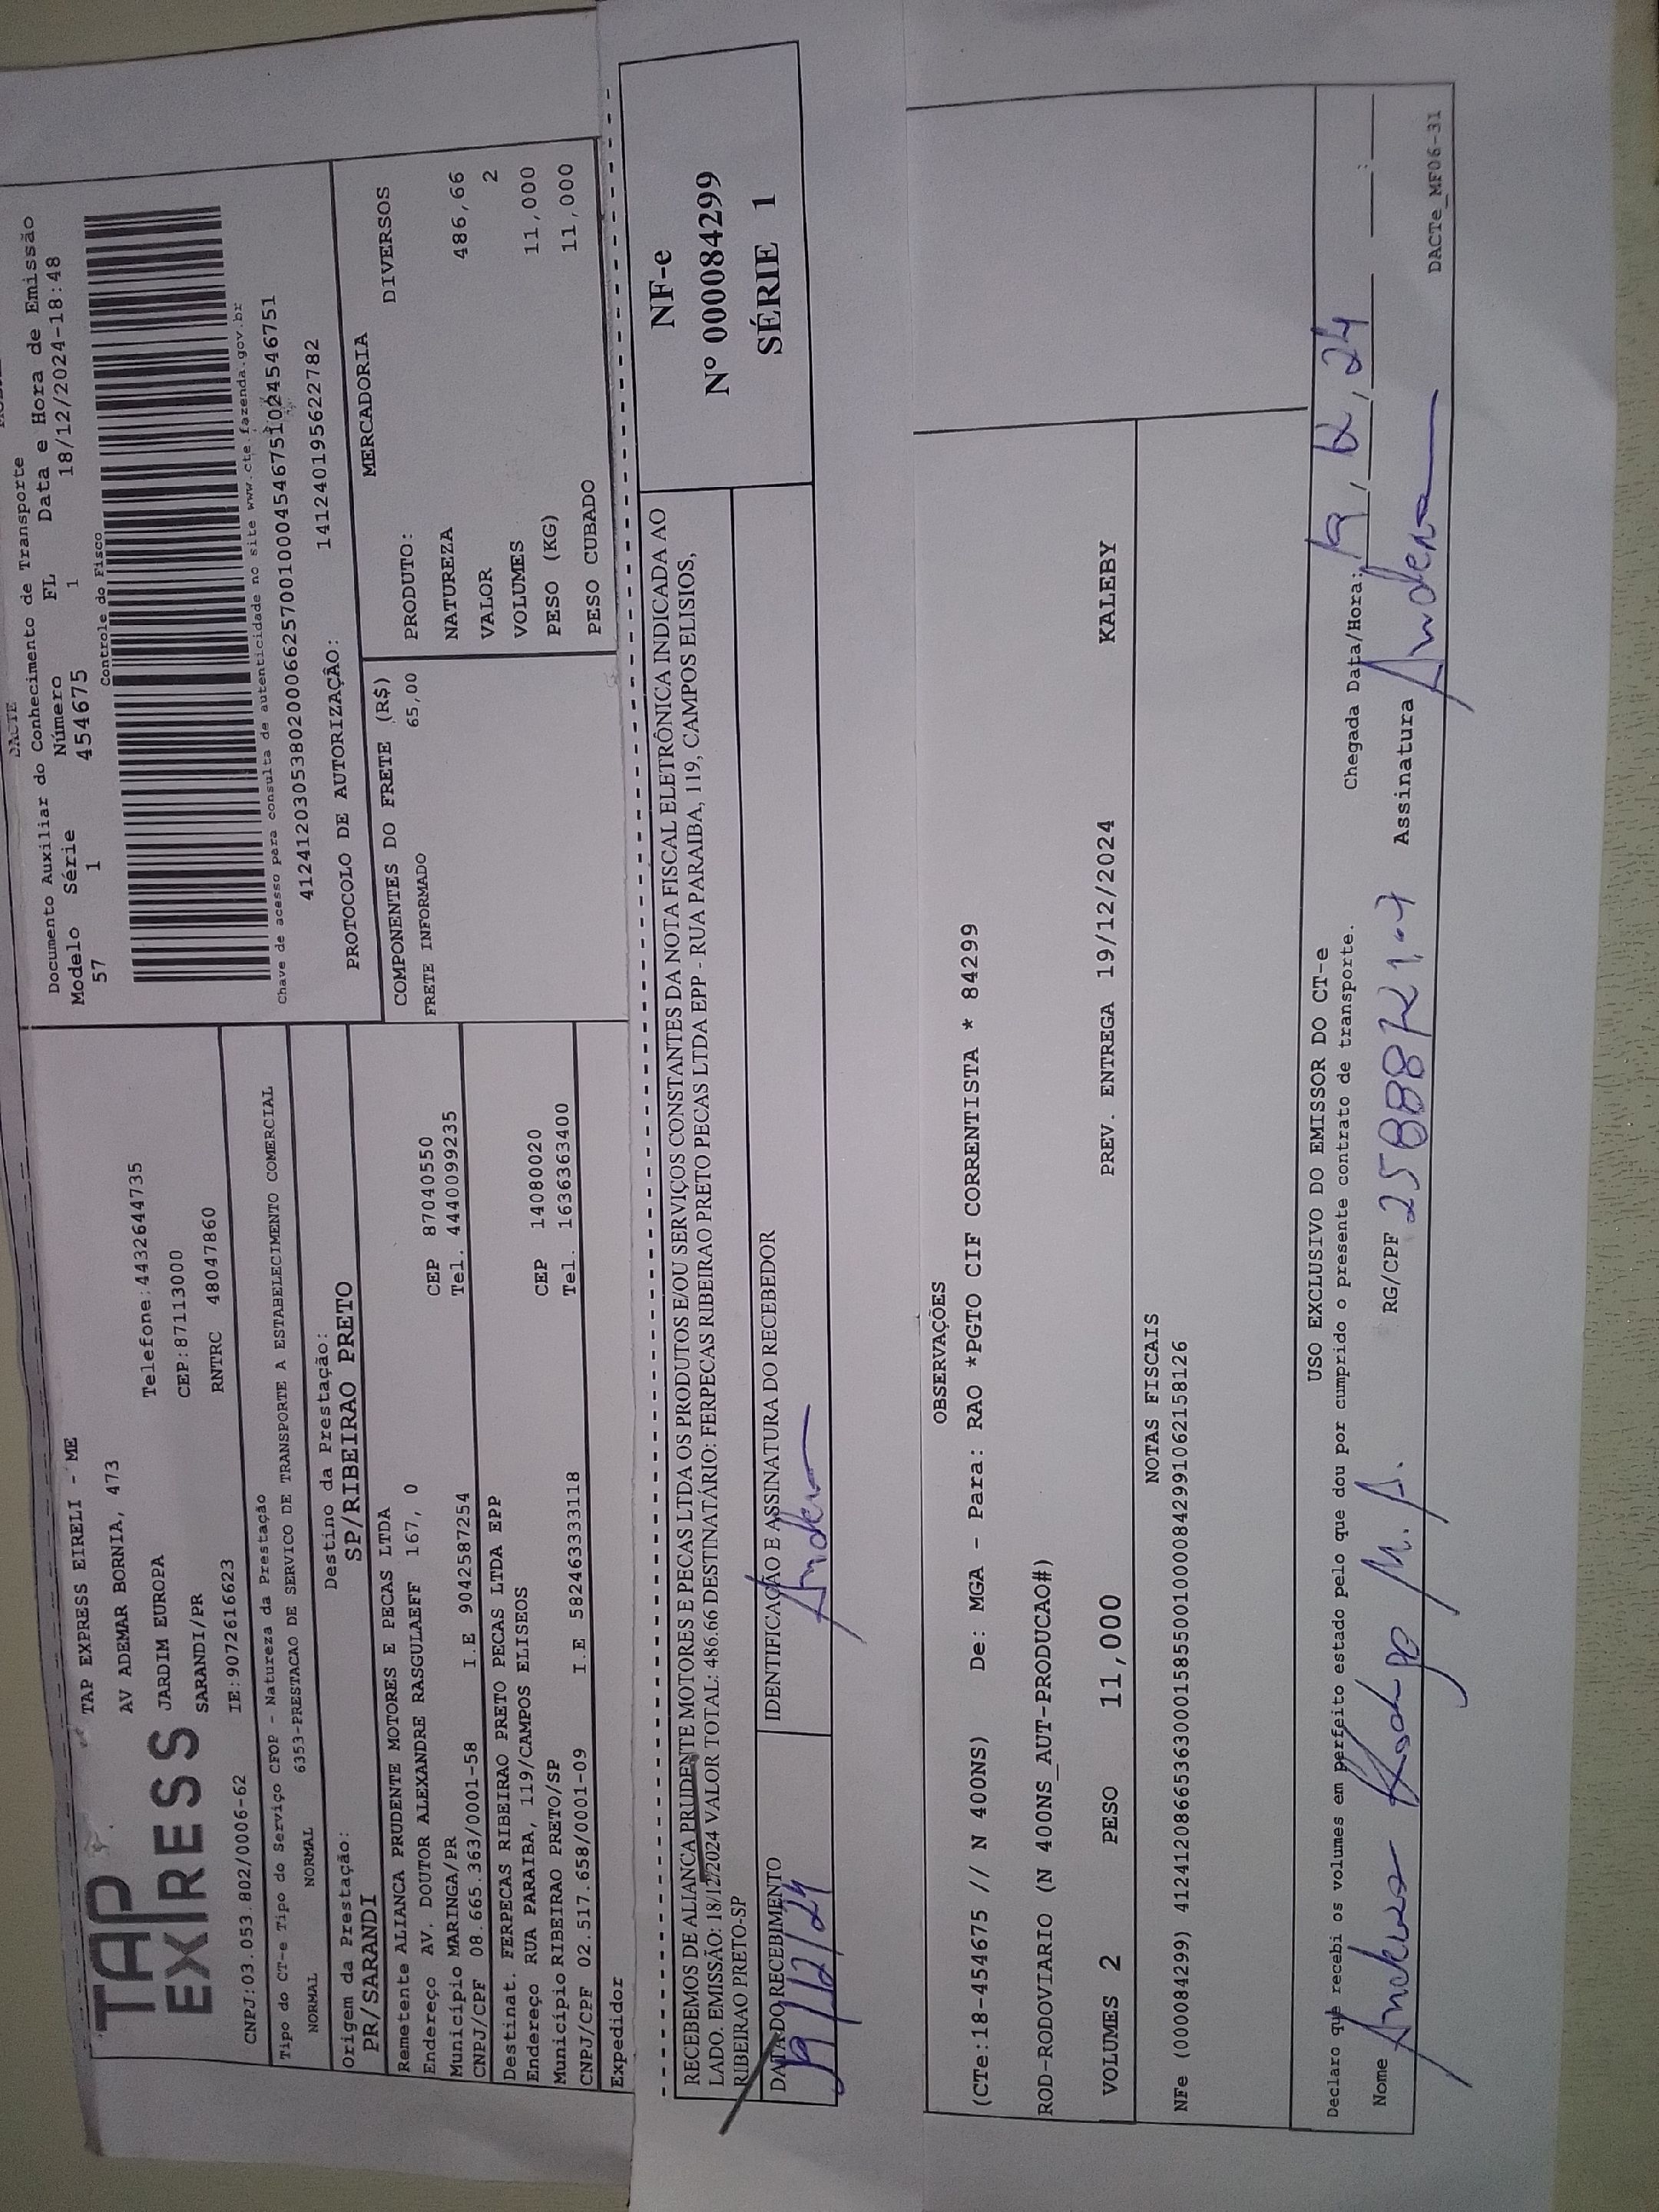 TAP EXPRESS
TAP EXPRESS EIRELI - ME
AV ADEMAR BORNIA, 473
JARDIM EUROPA Telefone:4432644735
SARANDI/PR CEP:87113000
CNPJ:03.053.802/0006-62 IE:9072616623 RNTRC 48047860
Tipo do CT-e Tipo do Serviço CFOP - Natureza da Prestação
NORMAL NORMAL 6353-PRESTACAO DE SERVICO DE TRANSPORTE A ESTABELECIMENTO COMERCIAL
Origem da Prestação: Destino da Prestação:
PR/SARANDI SP/RIBEIRAO PRETO
Remetente ALIANCA PRUDENTE MOTORES E PECAS LTDA
Endereço AV. DOUTOR ALEXANDRE RASGULAEFF 167, 0
Município MARINGA/PR CEP 87040550
CNPJ/CPF 08.665.363/0001-58 I.E 9042587254 Tel. 4440099235
Destinat. FERPECAS RIBEIRAO PRETO PECAS LTDA EPP
Endereço RUA PARAIBA, 119/CAMPOS ELISEOS
Município RIBEIRAO PRETO/SP CEP 14080020
CNPJ/CPF 02.517.658/0001-09 I.E 582463333118 Tel. 1636363400
Expedidor
DACTE
Documento Auxiliar do Conhecimento de Transporte
Modelo Série Número FL Data e Hora de Emissão
57 1 454675 1 18/12/2024-18:48
Controle do Fisco
Chave de acesso para consulta de autenticidade no site www.cte.fazenda.gov.br
41241203053802000662570010004546751024546751
PROTOCOLO DE AUTORIZAÇÃO: 141240195622782
COMPONENTES DO FRETE (R$)
FRETE INFORMADO 65,00
MERCADORIA
PRODUTO: DIVERSOS
NATUREZA
VALOR 486,66
VOLUMES 2
PESO (KG) 11,000
PESO CUBADO 11,000
RECEBEMOS DE ALIANCA PRUDENTE MOTORES E PECAS LTDA OS PRODUTOS E/OU SERVIÇOS CONSTANTES DA NOTA FISCAL ELETRÔNICA INDICADA AO
LADO. EMISSÃO: 18/12/2024 VALOR TOTAL: 486.66 DESTINATÁRIO: FERPECAS RIBEIRAO PRETO PECAS LTDA EPP - RUA PARAIBA, 119, CAMPOS ELISIOS,
RIBEIRAO PRETO-SP
DATA DO RECEBIMENTO IDENTIFICAÇÃO E ASSINATURA DO RECEBEDOR
19/12/24
NF-e
Nº 000084299
SÉRIE 1
OBSERVAÇÕES
(CTe:18-454675 // N 400NS) De: MGA - Para: RAO *PGTO CIF CORRENTISTA * 84299
ROD-RODOVIARIO (N 400NS_AUT-PRODUCAO#)
VOLUMES 2 PESO 11,000 PREV. ENTREGA 19/12/2024 KALEBY
NOTAS FISCAIS
NFe (000084299) 41241208665363000158550010000842991062158126
USO EXCLUSIVO DO EMISSOR DO CT-e
Declaro que recebi os volumes em perfeito estado pelo que dou por cumprido o presente contrato de transporte. Chegada Data/Hora: 19/12/24 __:__
Nome RG/CPF Assinatura
DACTe_MF06-31